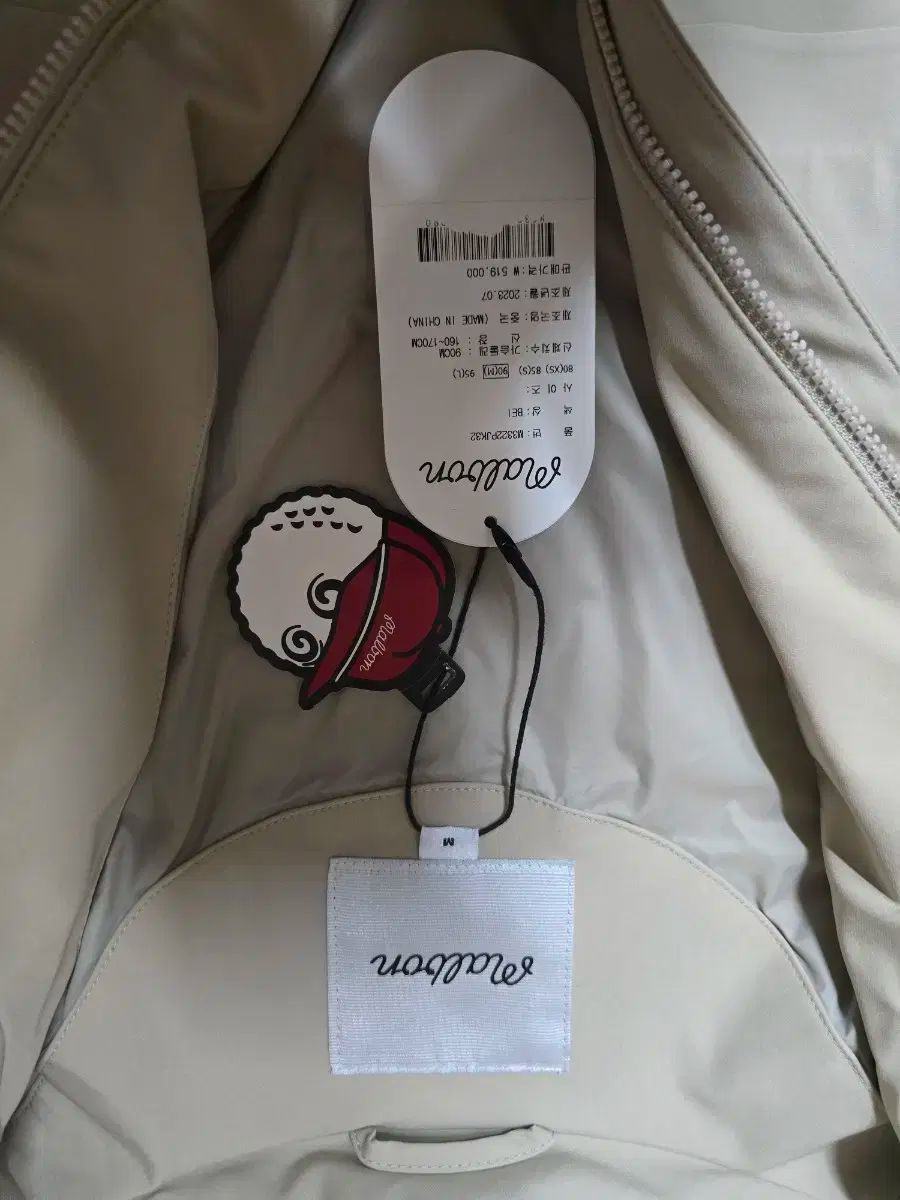 malbon
품 번 : M3322PJK32
색 상 : BEI
사 이 즈 :
80(XS) 85(S) 90(M) 95(L)
신체치수 : 가슴둘레 : 90CM
신 장 : 160-170CM
제조국명 : 중국 (MADE IN CHINA)
제조년월 : 2023.07
판매가격 : ₩ 519,000
malbon
M
malbon